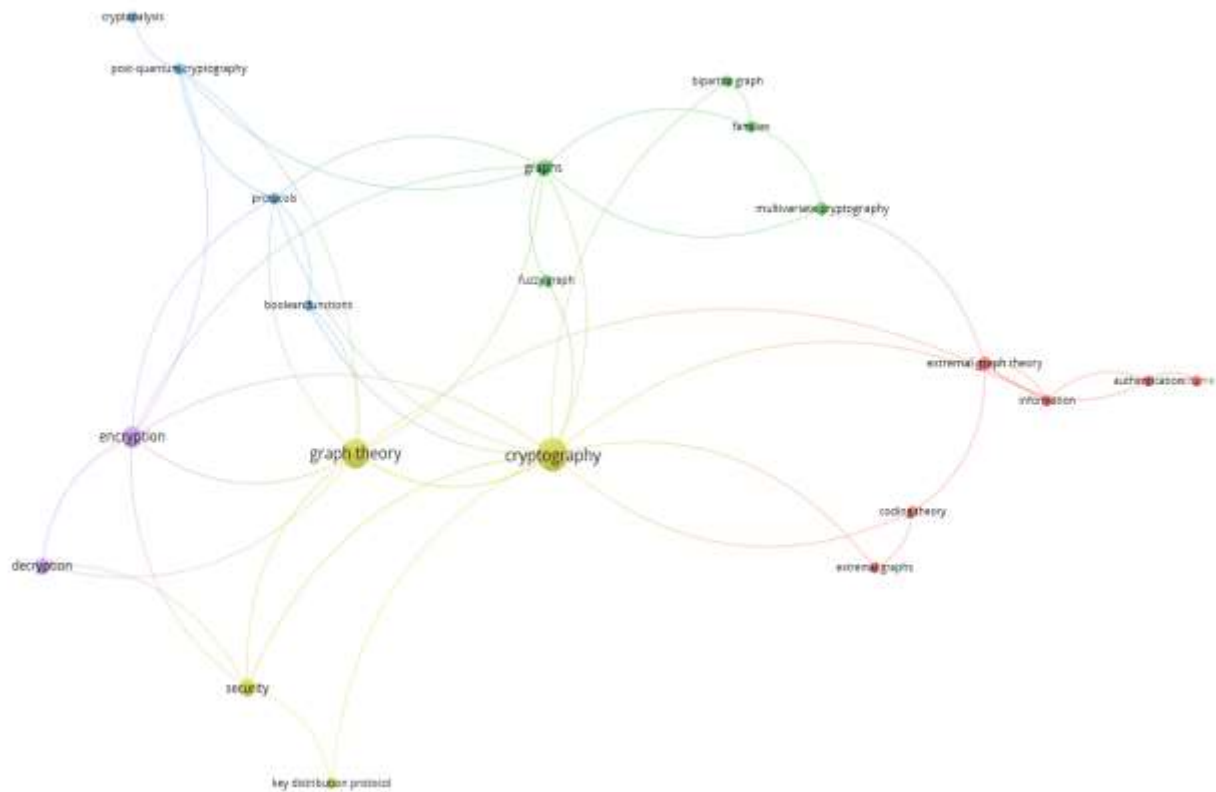 cryptanalysis
post-quantum cryptography
bipartite graph
families
graphs
protocols
multivariate cryptography
fuzzy graph
boolean functions
extremal graph theory
authentication
information
encryption
graph theory
cryptography
coding theory
decryption
extremal graphs
security
key distribution protocol